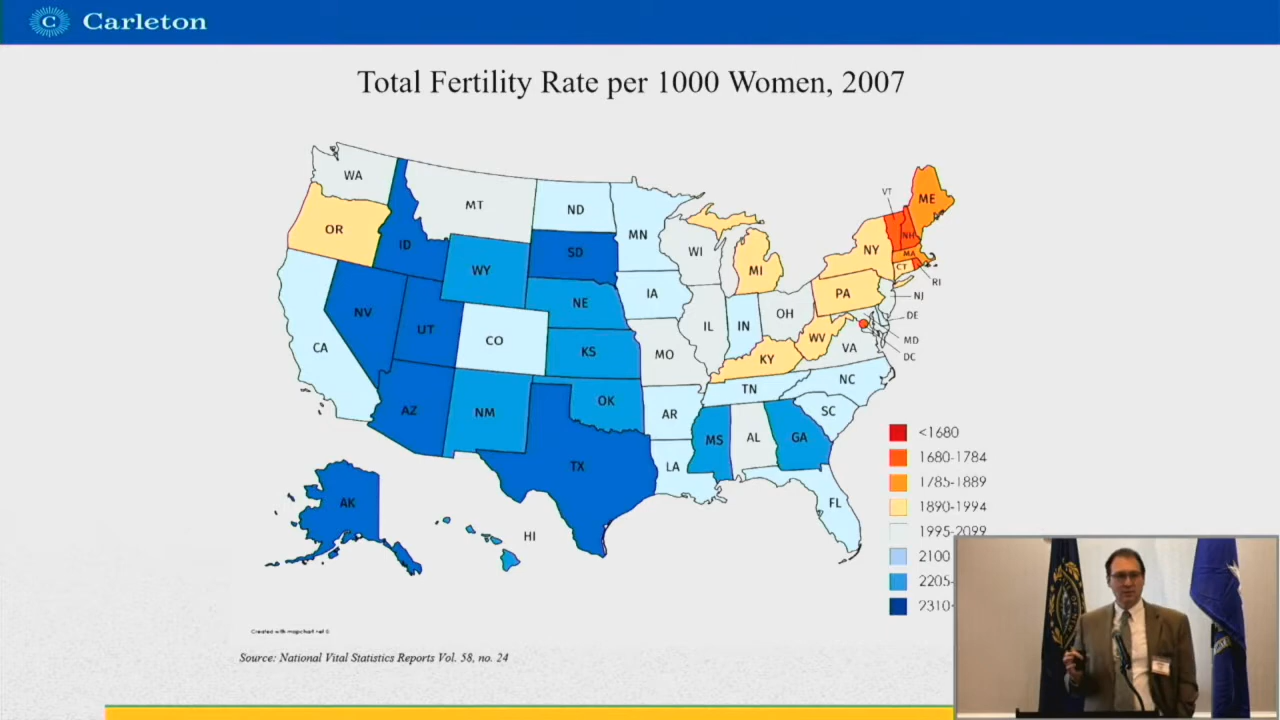 C Carleton
Total Fertility Rate per 1000 Women, 2007
WA
MT
ND
MN
OR
ID
SD
WI
MI
NY
VT
ME
NH
MA
CT
RI
WY
IA
PA
NJ
NE
NV
UT
CO
IL
IN
OH
DE
MD
DC
WV
VA
CA
KS
MO
KY
AZ
NM
OK
AR
TN
NC
SC
MS
AL
GA
TX
LA
FL
AK
HI
<1680
1680-1784
1785-1889
1890-1994
1995-2099
2100
2205-
2310-
Created with mapchart.net ©
Source: National Vital Statistics Reports Vol. 58, no. 24